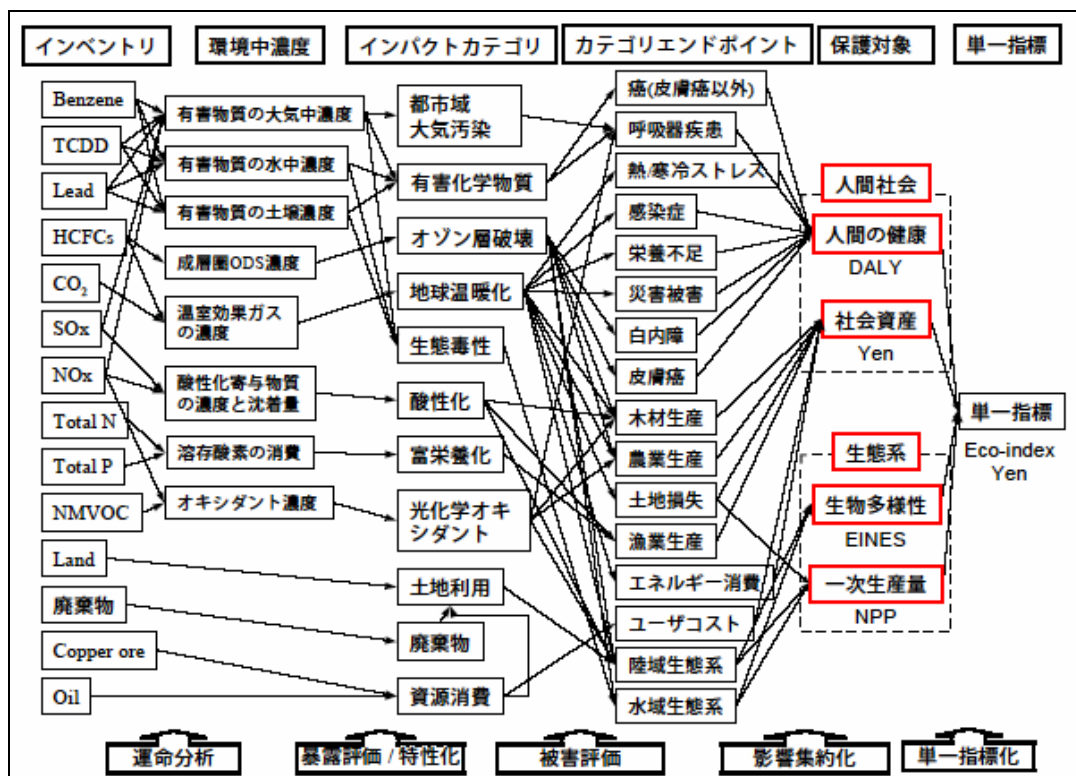 インベントリ
環境中濃度
インパクトカテゴリ
カテゴリエンドポイント
保護対象
単一指標
Benzene
TCDD
Lead
HCFCs
CO2
SOx
NOx
Total N
Total P
NMVOC
Land
廃棄物
Copper ore
Oil
有害物質の大気中濃度
有害物質の水中濃度
有害物質の土壌濃度
成層圏ODS濃度
温室効果ガス
の濃度
酸性化寄与物質
の濃度と沈着量
溶存酸素の消費
オキシダント濃度
都市域
大気汚染
有害化学物質
オゾン層破壊
地球温暖化
生態毒性
酸性化
富栄養化
光化学オキ
シダント
土地利用
廃棄物
資源消費
癌(皮膚癌以外)
呼吸器疾患
熱/寒冷ストレス
感染症
栄養不足
災害被害
白内障
皮膚癌
木材生産
農業生産
土地損失
漁業生産
エネルギー消費
ユーザコスト
陸域生態系
水域生態系
人間社会
人間の健康
DALY
社会資産
Yen
生態系
生物多様性
EINES
一次生産量
NPP
単一指標
Eco-index
Yen
運命分析
暴露評価 / 特性化
被害評価
影響集約化
単一指標化